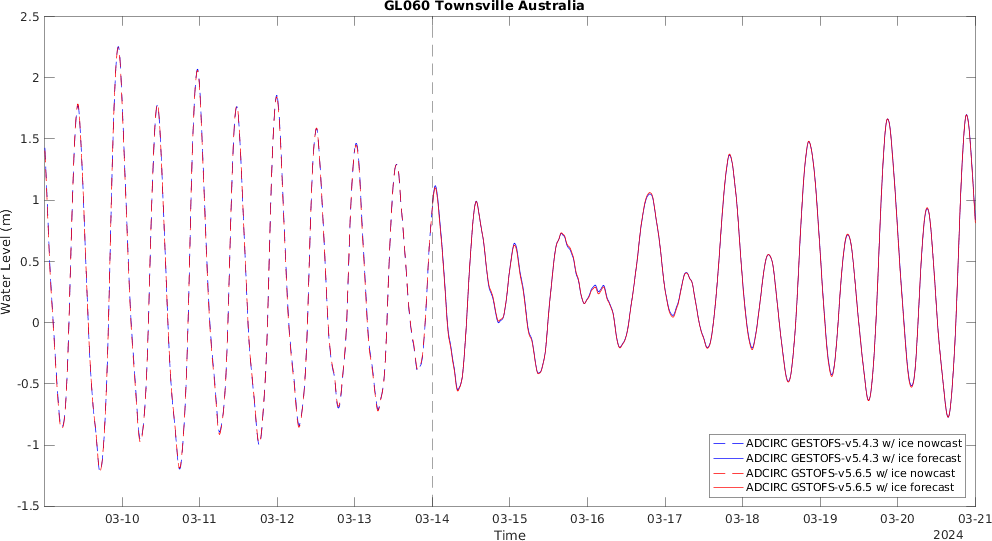 GL060 Townsville Australia
Water Level (m)
2.5
2
1.5
1
0.5
0
-0.5
-1
-1.5
ADCIRC GESTOFS-v5.4.3 w/ ice nowcast
ADCIRC GESTOFS-v5.4.3 w/ ice forecast
ADCIRC GSTOFS-v5.6.5 w/ ice nowcast
ADCIRC GSTOFS-v5.6.5 w/ ice forecast
03-10 03-11 03-12 03-13 03-14 03-15 03-16 03-17 03-18 03-19 03-20 03-21
Time
2024